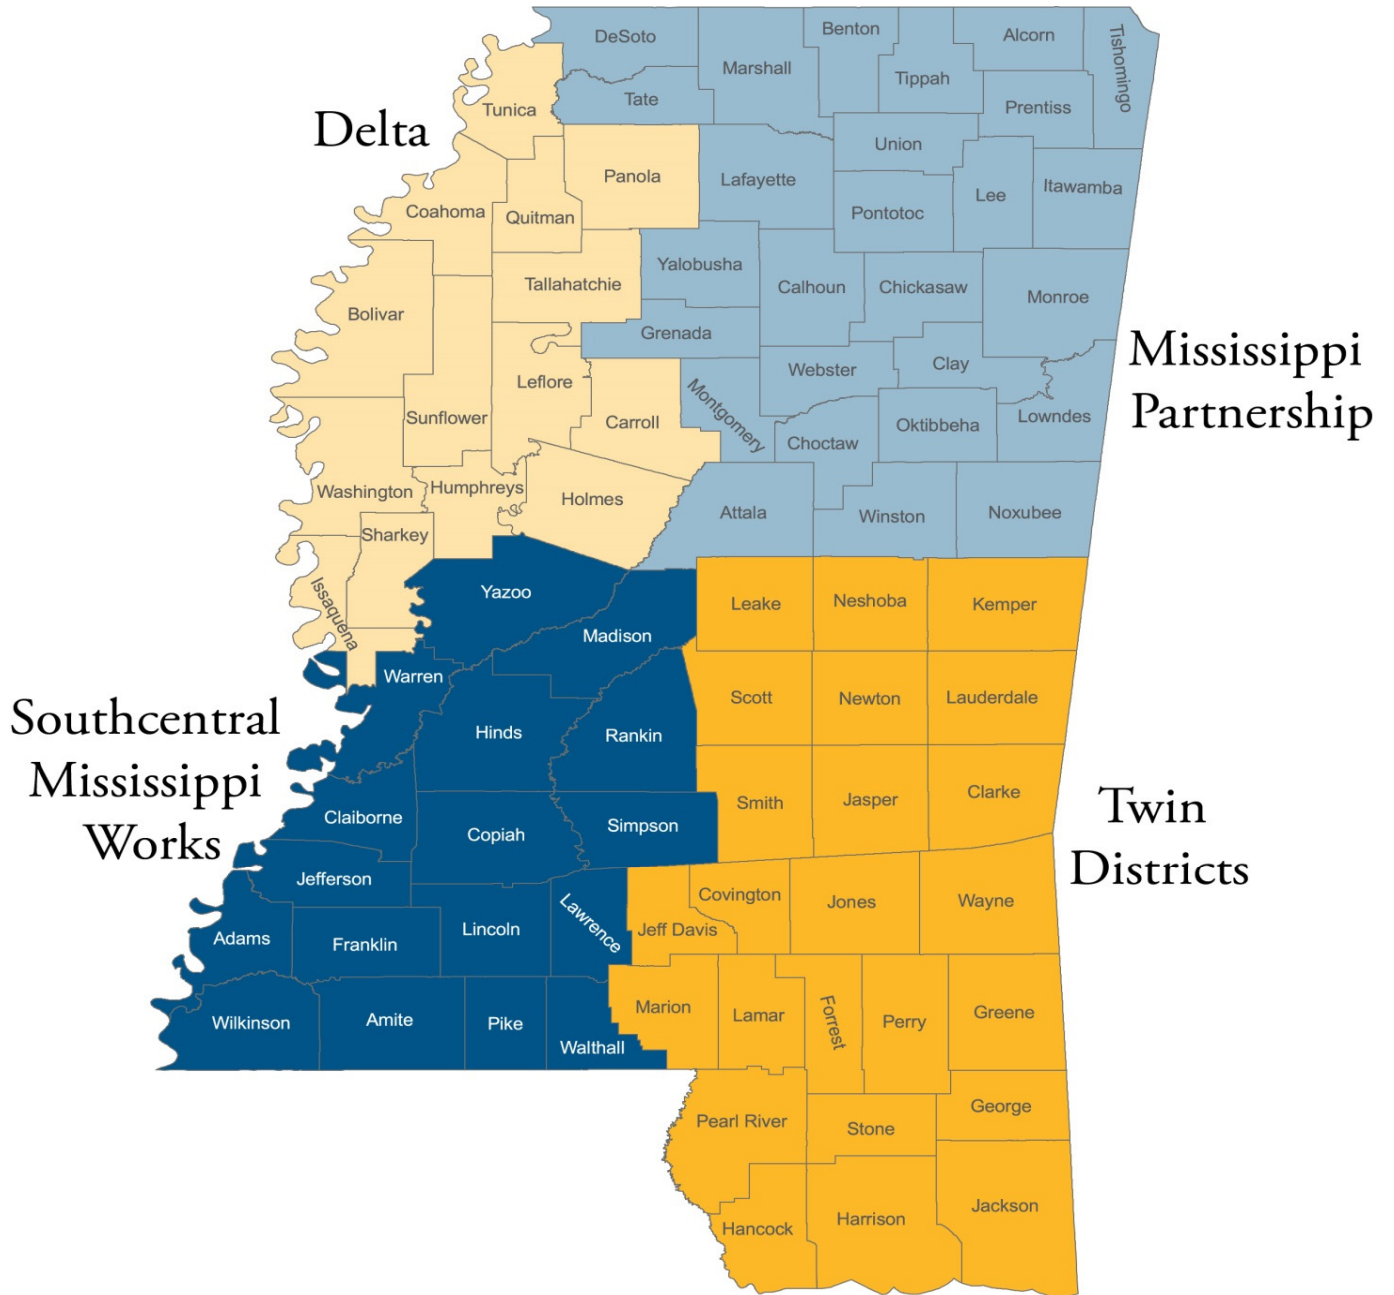 DeSoto
Benton
Alcorn
Tishomingo
Marshall
Tippah
Tate
Prentiss
Tunica
Delta
Union
Panola
Lafayette
Lee
Itawamba
Coahoma
Quitman
Pontotoc
Yalobusha
Tallahatchie
Calhoun
Chickasaw
Monroe
Bolivar
Grenada
Mississippi
Partnership
Webster
Clay
Leflore
Montgomery
Sunflower
Carroll
Choctaw
Oktibbeha
Lowndes
Washington
Humphreys
Holmes
Attala
Winston
Noxubee
Sharkey
Issaquena
Yazoo
Leake
Neshoba
Kemper
Madison
Warren
Scott
Newton
Lauderdale
Southcentral
Mississippi
Works
Hinds
Rankin
Smith
Jasper
Clarke
Claiborne
Copiah
Simpson
Twin
Districts
Jefferson
Covington
Jones
Wayne
Adams
Franklin
Lincoln
Lawrence
Jeff Davis
Marion
Lamar
Forrest
Perry
Greene
Wilkinson
Amite
Pike
Walthall
Pearl River
Stone
George
Hancock
Harrison
Jackson